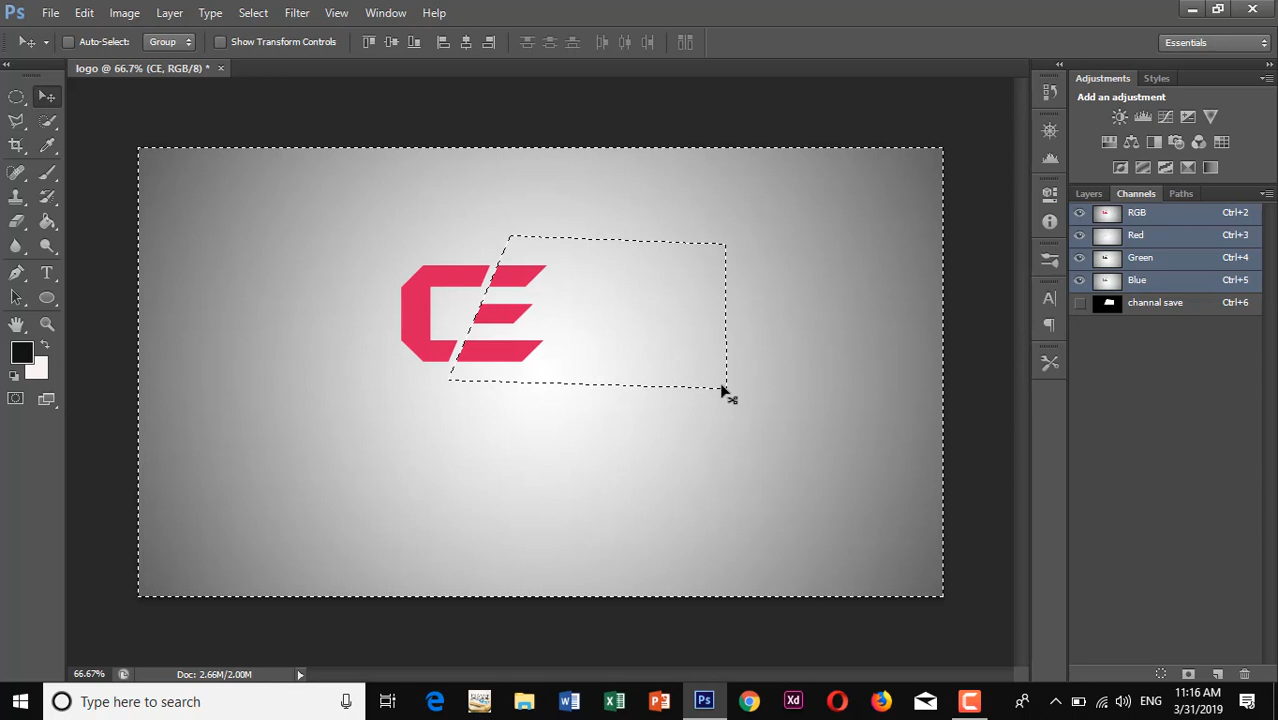 Ps File Edit Image Layer Type Select Filter View Window Help
Auto-Select: Group Show Transform Controls Essentials
logo @ 66.7% (CE, RGB/8) * ×
Adjustments Styles
Add an adjustment
Layers Channels Paths
RGB Ctrl+2
Red Ctrl+3
Green Ctrl+4
Blue Ctrl+5
channal save Ctrl+6
CE
66.67% Doc: 2.66M/2.00M
Type here to search
ENG
11:16 AM
3/31/2019